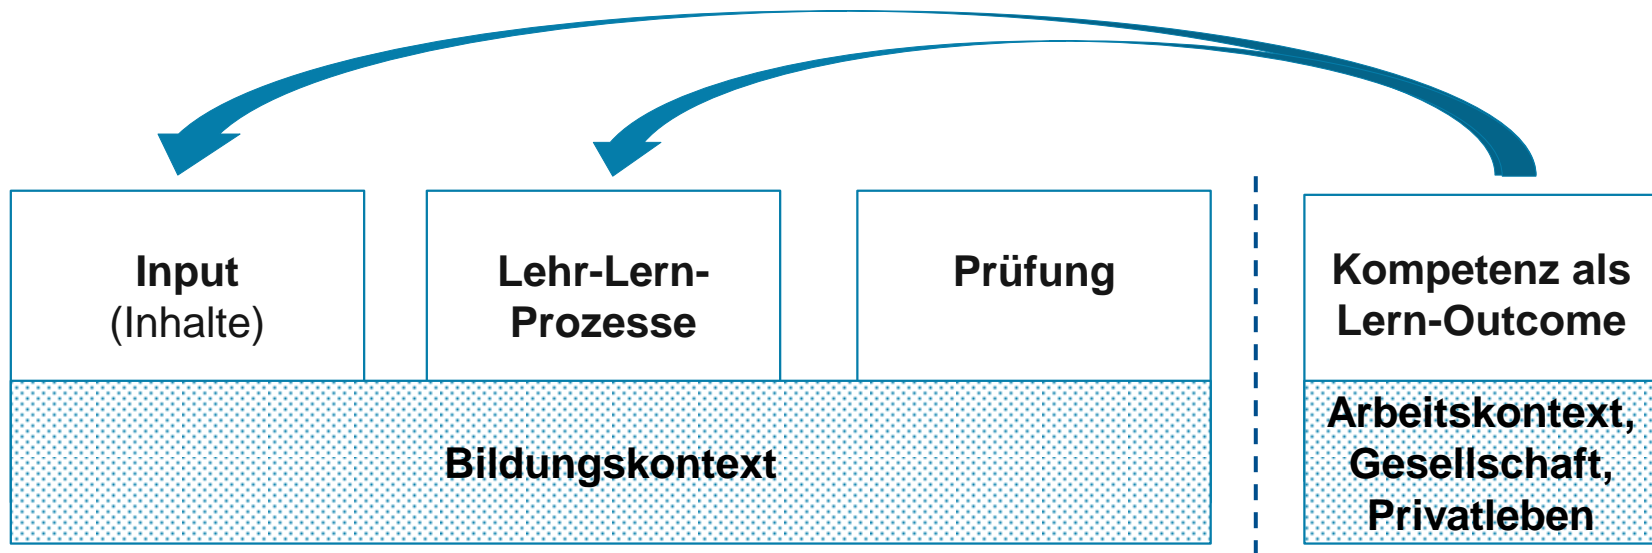 Input
(Inhalte)
Lehr-Lern-
Prozesse
Prüfung
Kompetenz als
Lern-Outcome
Bildungskontext
Arbeitskontext,
Gesellschaft,
Privatleben